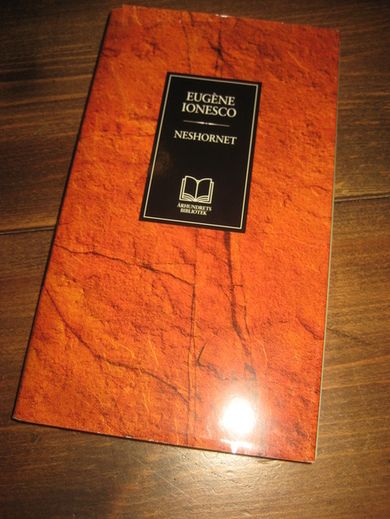 EUGÈNE
IONESCO
NESHORNET
ÅRHUNDRETS
BIBLIOTEK